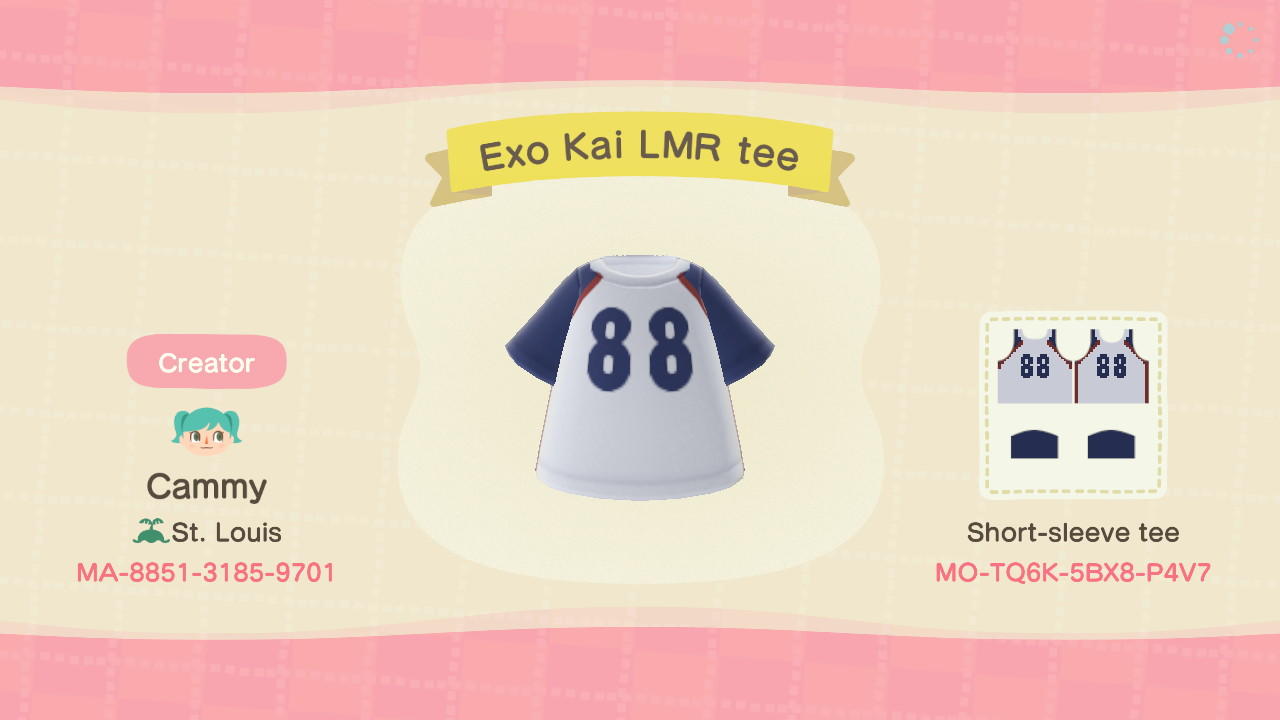 Exo Kai LMR tee
88
88 88
Creator
Cammy
St. Louis
MA-8851-3185-9701
Short-sleeve tee
MO-TQ6K-5BX8-P4V7